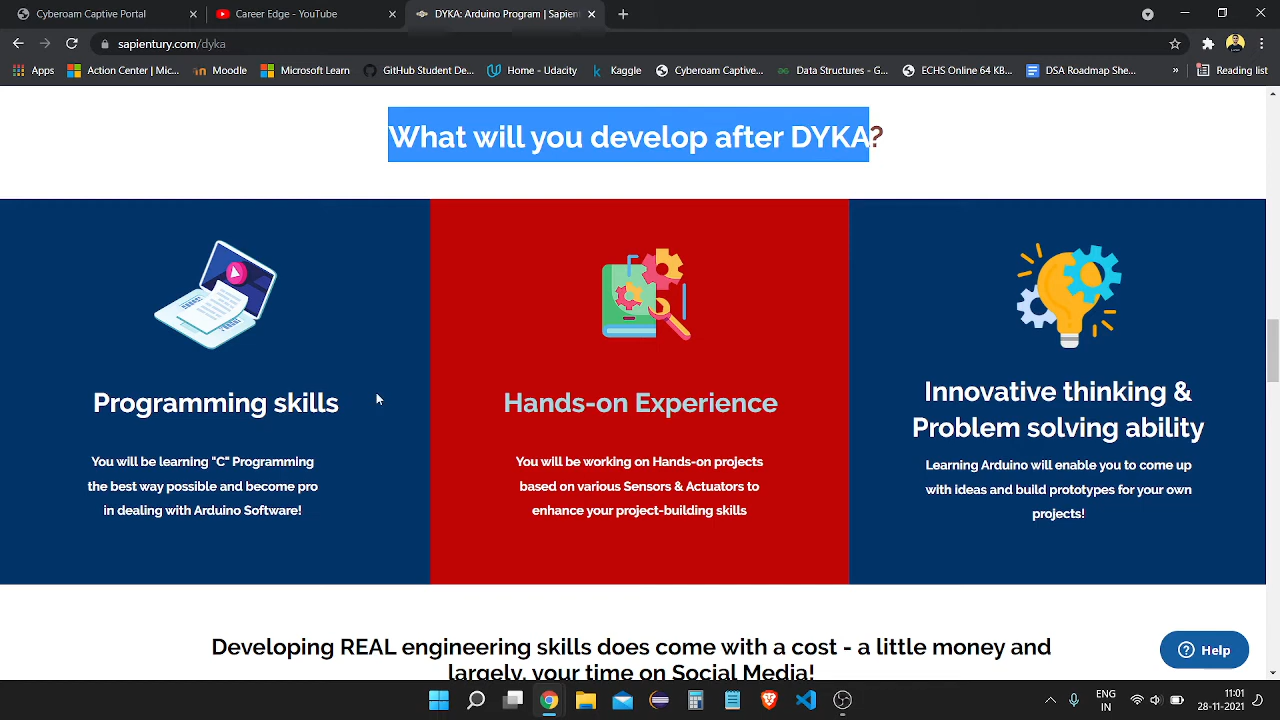 Cyberoam Captive Portal
Career Edge - YouTube
DYKA: Arduino Program | Sapient
sapientury.com/dyka
Apps
Action Center | Mic...
Moodle
Microsoft Learn
GitHub Student De...
Home - Udacity
Kaggle
Cyberoam Captive...
Data Structures - G...
ECHS Online 64 KB...
DSA Roadmap She...
»
Reading list
What will you develop after DYKA?
Programming skills
You will be learning "C" Programming
the best way possible and become pro
in dealing with Arduino Software!
Hands-on Experience
You will be working on Hands-on projects
based on various Sensors & Actuators to
enhance your project-building skills
Innovative thinking &
Problem solving ability
Learning Arduino will enable you to come up
with ideas and build prototypes for your own
projects!
Developing REAL engineering skills does come with a cost - a little money and
largely, your time on Social Media!
Help
ENG
IN
11:01
28-11-2021